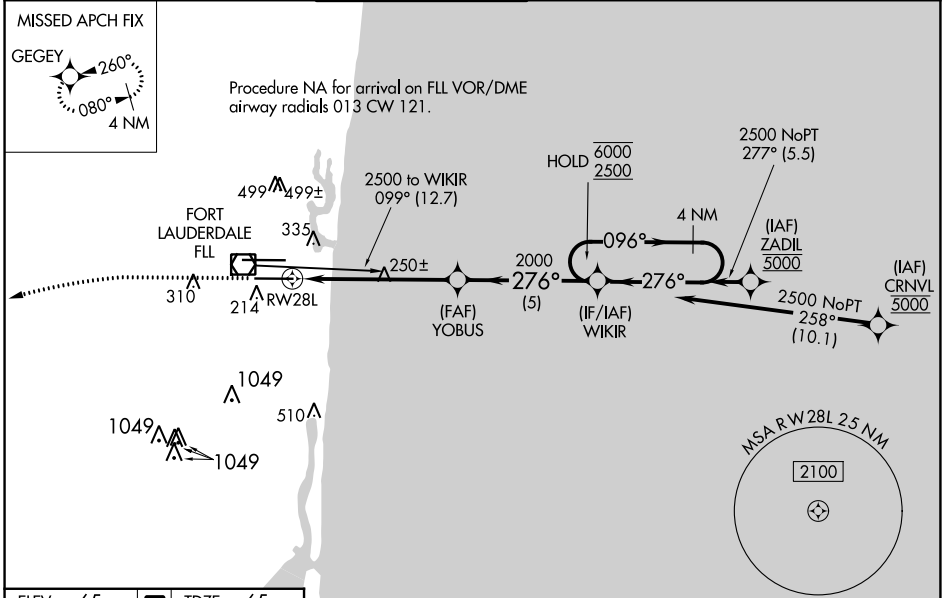 MISSED APCH FIX
GEGEY
260°
080°
4 NM
Procedure NA for arrival on FLL VOR/DME
airway radials 013 CW 121.
2500 NoPT
277° (5.5)
HOLD 6000
2500
2500 to WIKIR
099° (12.7)
499
499±
4 NM
FORT
LAUDERDALE
FLL
335
096°
(IAF)
ZADIL
5000
250±
2000
276°
(5)
276°
(IAF)
CRNVL
5000
310
214
RW28L
(FAF)
YOBUS
(IF/IAF)
WIKIR
2500 NoPT
258°
(10.1)
1049
510
1049
1049
MSA RW28L 25 NM
2100